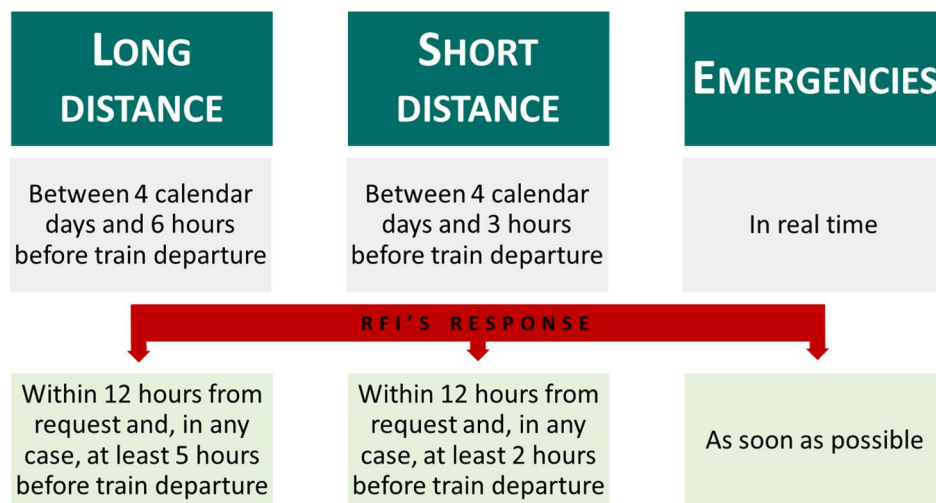 LONG
DISTANCE
SHORT
DISTANCE
EMERGENCIES
Between 4 calendar
days and 6 hours
before train departure
Between 4 calendar
days and 3 hours
before train departure
In real time
RFI'S RESPONSE
Within 12 hours from
request and, in any
case, at least 5 hours
before train departure
Within 12 hours from
request and, in any
case, at least 2 hours
before train departure
As soon as possible